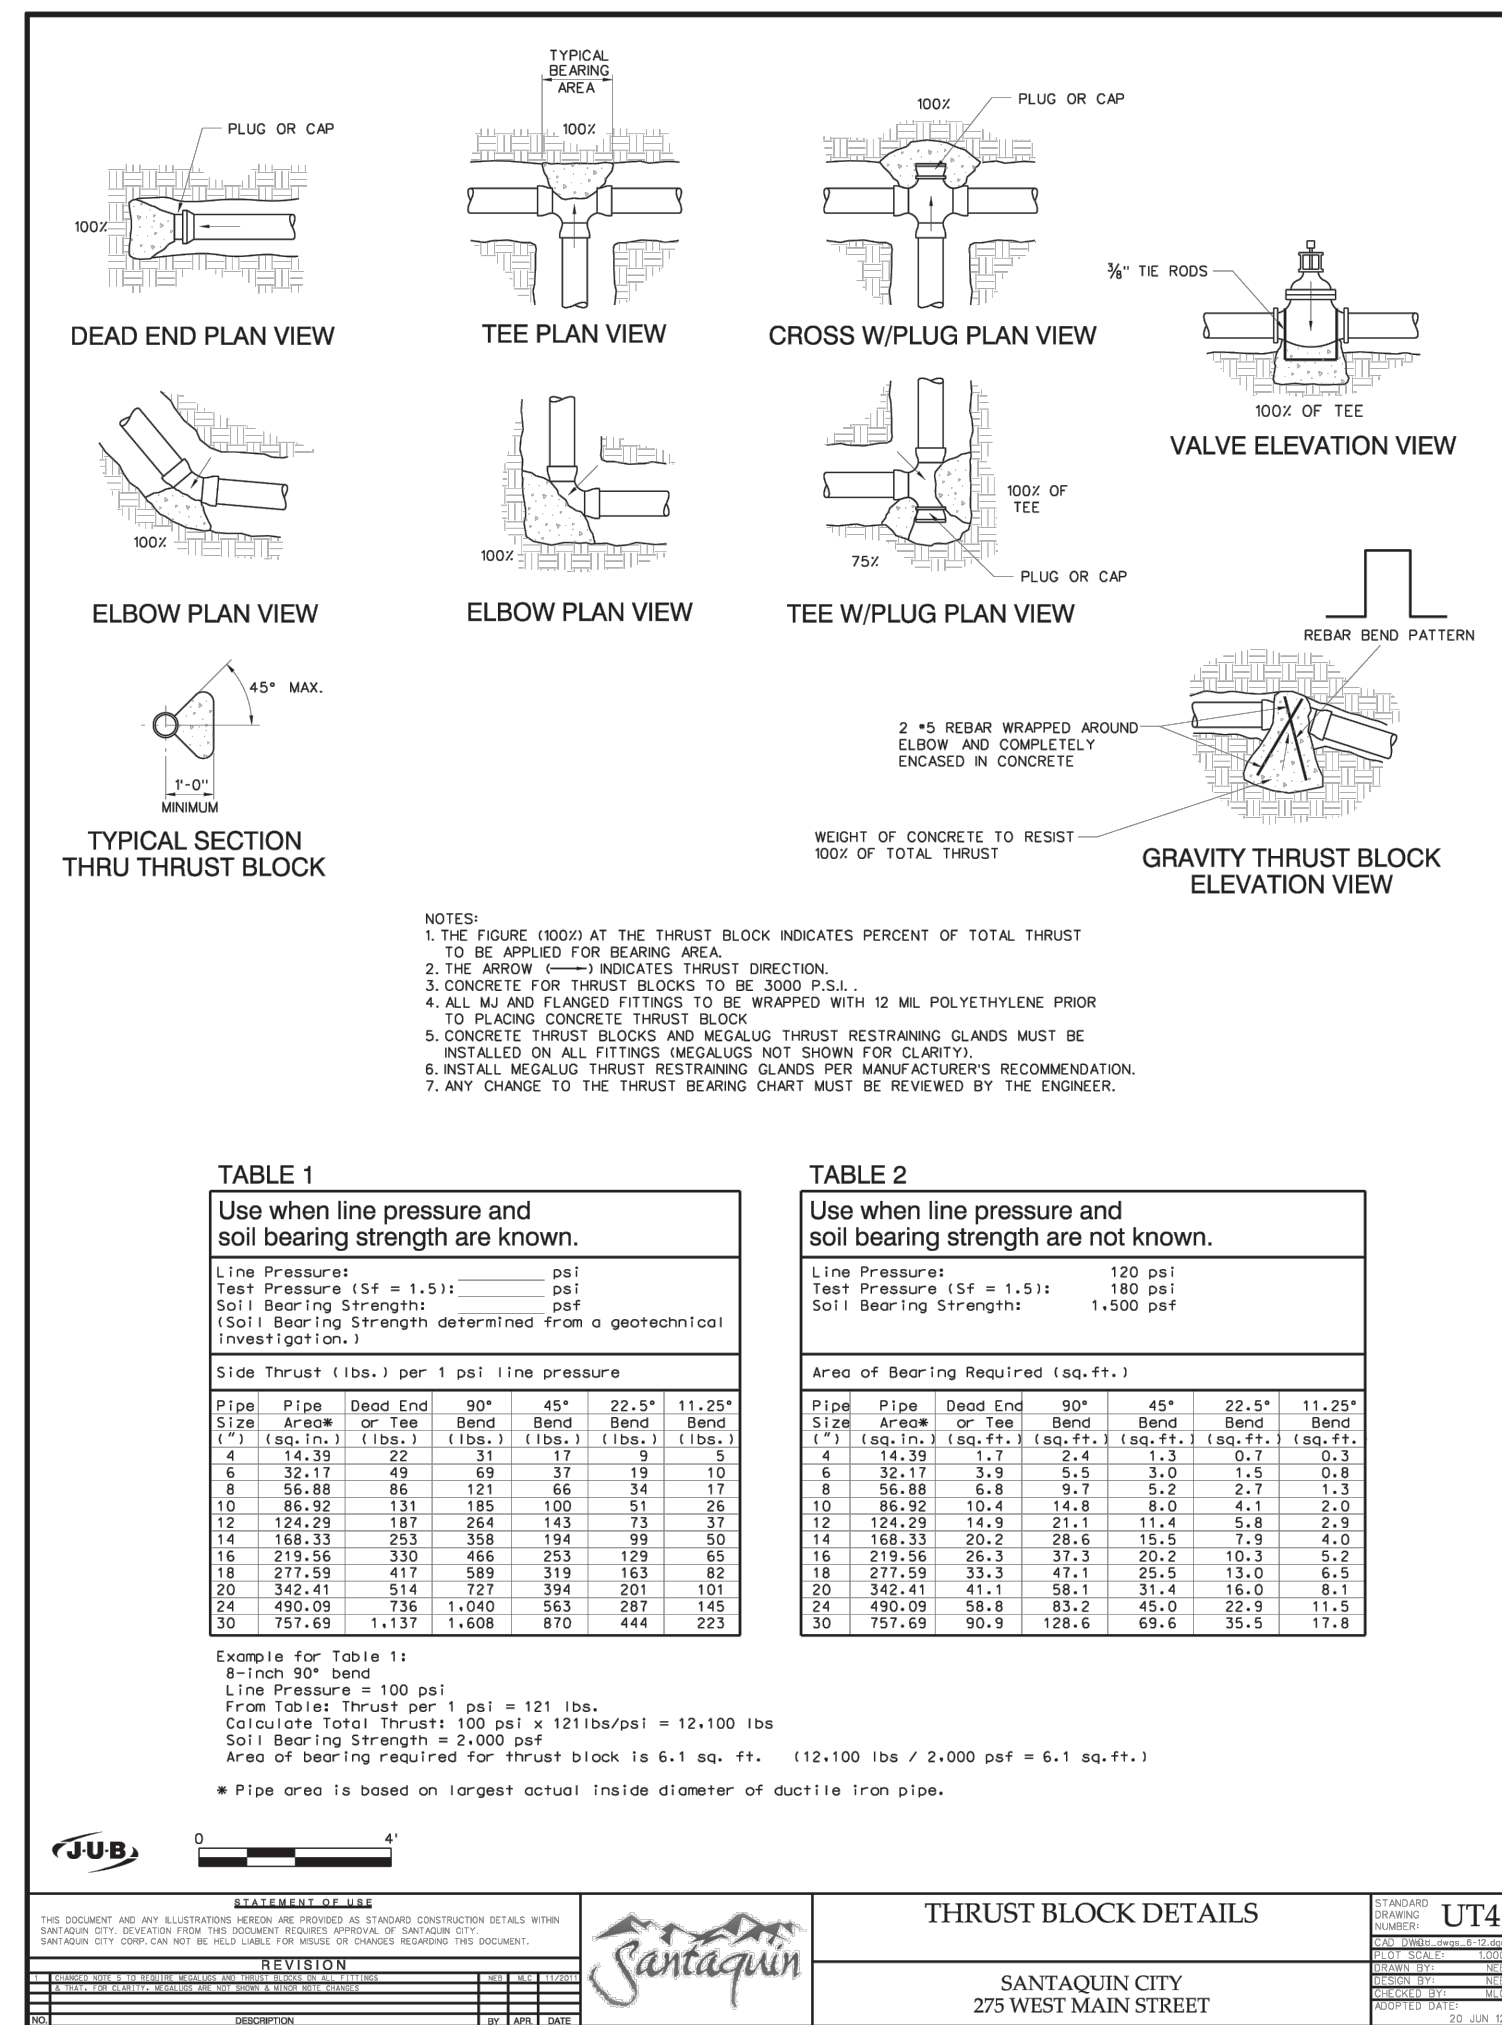 TYPICAL
BEARING
AREA
100%
PLUG OR CAP
100%
DEAD END PLAN VIEW
TEE PLAN VIEW
100%
PLUG OR CAP
CROSS W/PLUG PLAN VIEW
3/8" TIE RODS
100% OF TEE
VALVE ELEVATION VIEW
100%
ELBOW PLAN VIEW
100%
ELBOW PLAN VIEW
100% OF
TEE
75%
PLUG OR CAP
TEE W/PLUG PLAN VIEW
REBAR BEND PATTERN
45° MAX.
1'-0"
MINIMUM
TYPICAL SECTION
THRU THRUST BLOCK
2 #5 REBAR WRAPPED AROUND
ELBOW AND COMPLETELY
ENCASED IN CONCRETE
WEIGHT OF CONCRETE TO RESIST
100% OF TOTAL THRUST
GRAVITY THRUST BLOCK
ELEVATION VIEW
NOTES:
1. THE FIGURE (100%) AT THE THRUST BLOCK INDICATES PERCENT OF TOTAL THRUST
TO BE APPLIED FOR BEARING AREA.
2. THE ARROW (⟶) INDICATES THRUST DIRECTION.
3. CONCRETE FOR THRUST BLOCKS TO BE 3000 P.S.I. .
4. ALL MJ AND FLANGED FITTINGS TO BE WRAPPED WITH 12 MIL POLYETHYLENE PRIOR
TO PLACING CONCRETE THRUST BLOCK
5. CONCRETE THRUST BLOCKS AND MEGALUG THRUST RESTRAINING GLANDS MUST BE
INSTALLED ON ALL FITTINGS (MEGALUGS NOT SHOWN FOR CLARITY).
6. INSTALL MEGALUG THRUST RESTRAINING GLANDS PER MANUFACTURER'S RECOMMENDATION.
7. ANY CHANGE TO THE THRUST BEARING CHART MUST BE REVIEWED BY THE ENGINEER.
TABLE 1
Use when line pressure and
soil bearing strength are known.
Line Pressure: ________ psi
Test Pressure (Sf = 1.5): ________ psi
Soil Bearing Strength: ________ psf
(Soil Bearing Strength determined from a geotechnical
investigation.)
Side Thrust (lbs.) per 1 psi line pressure
Pipe Pipe Dead End 90° 45° 22.5° 11.25°
Size Area* or Tee Bend Bend Bend Bend
(") (sq.in.) (lbs.) (lbs.) (lbs.) (lbs.) (lbs.)
4 14.39 22 31 17 9 5
6 32.17 49 69 37 19 10
8 56.88 86 121 66 34 17
10 86.92 131 185 100 51 26
12 124.29 187 264 143 73 37
14 168.33 253 358 194 99 50
16 219.56 330 466 253 129 65
18 277.59 417 589 319 163 82
20 342.41 514 727 394 201 101
24 490.09 736 1,040 563 287 145
30 757.69 1,137 1,608 870 444 223
TABLE 2
Use when line pressure and
soil bearing strength are not known.
Line Pressure: 120 psi
Test Pressure (Sf = 1.5): 180 psi
Soil Bearing Strength: 1,500 psf
Area of Bearing Required (sq.ft.)
Pipe Pipe Dead End 90° 45° 22.5° 11.25°
Size Area* or Tee Bend Bend Bend Bend
(") (sq.in.) (sq.ft.) (sq.ft.) (sq.ft.) (sq.ft.) (sq.ft.
4 14.39 1.7 2.4 1.3 0.7 0.3
6 32.17 3.9 5.5 3.0 1.5 0.8
8 56.88 6.8 9.7 5.2 2.7 1.3
10 86.92 10.4 14.8 8.0 4.1 2.0
12 124.29 14.9 21.1 11.4 5.8 2.9
14 168.33 20.2 28.6 15.5 7.9 4.0
16 219.56 26.3 37.3 20.2 10.3 5.2
18 277.59 33.3 47.1 25.5 13.0 6.5
20 342.41 41.1 58.1 31.4 16.0 8.1
24 490.09 58.8 83.2 45.0 22.9 11.5
30 757.69 90.9 128.6 69.6 35.5 17.8
Example for Table 1:
8-inch 90° bend
Line Pressure = 100 psi
From Table: Thrust per 1 psi = 121 lbs.
Calculate Total Thrust: 100 psi x 121lbs/psi = 12,100 lbs
Soil Bearing Strength = 2,000 psf
Area of bearing required for thrust block is 6.1 sq. ft. (12,100 lbs / 2,000 psf = 6.1 sq.ft.)
* Pipe area is based on largest actual inside diameter of ductile iron pipe.
J·U·B
0 4'
STATEMENT OF USE
THIS DOCUMENT AND ANY ILLUSTRATIONS HEREON ARE PROVIDED AS STANDARD CONSTRUCTION DETAILS WITHIN
SANTAQUIN CITY. DEVEATION FROM THIS DOCUMENT REQUIRES APPROVAL OF SANTAQUIN CITY.
SANTAQUIN CITY CORP. CAN NOT BE HELD LIABLE FOR MISUSE OR CHANGES REGARDING THIS DOCUMENT.
REVISION
1 CHANGED NOTE 5 TO REQUIRE MEGALUGS AND THRUST BLOCKS ON ALL FITTINGS NEB MLC 11/2011
& THAT, FOR CLARITY, MEGALUGS ARE NOT SHOWN & MINOR NOTE CHANGES
NO. DESCRIPTION BY APR. DATE
Santaquin
THRUST BLOCK DETAILS
SANTAQUIN CITY
275 WEST MAIN STREET
STANDARD
DRAWING
NUMBER: UT4
PLOT SCALE: 1.000
DRAWN BY: NEB
DESIGN BY: NEB
CHECKED BY: MLC
ADOPTED DATE:
20 JUN 12